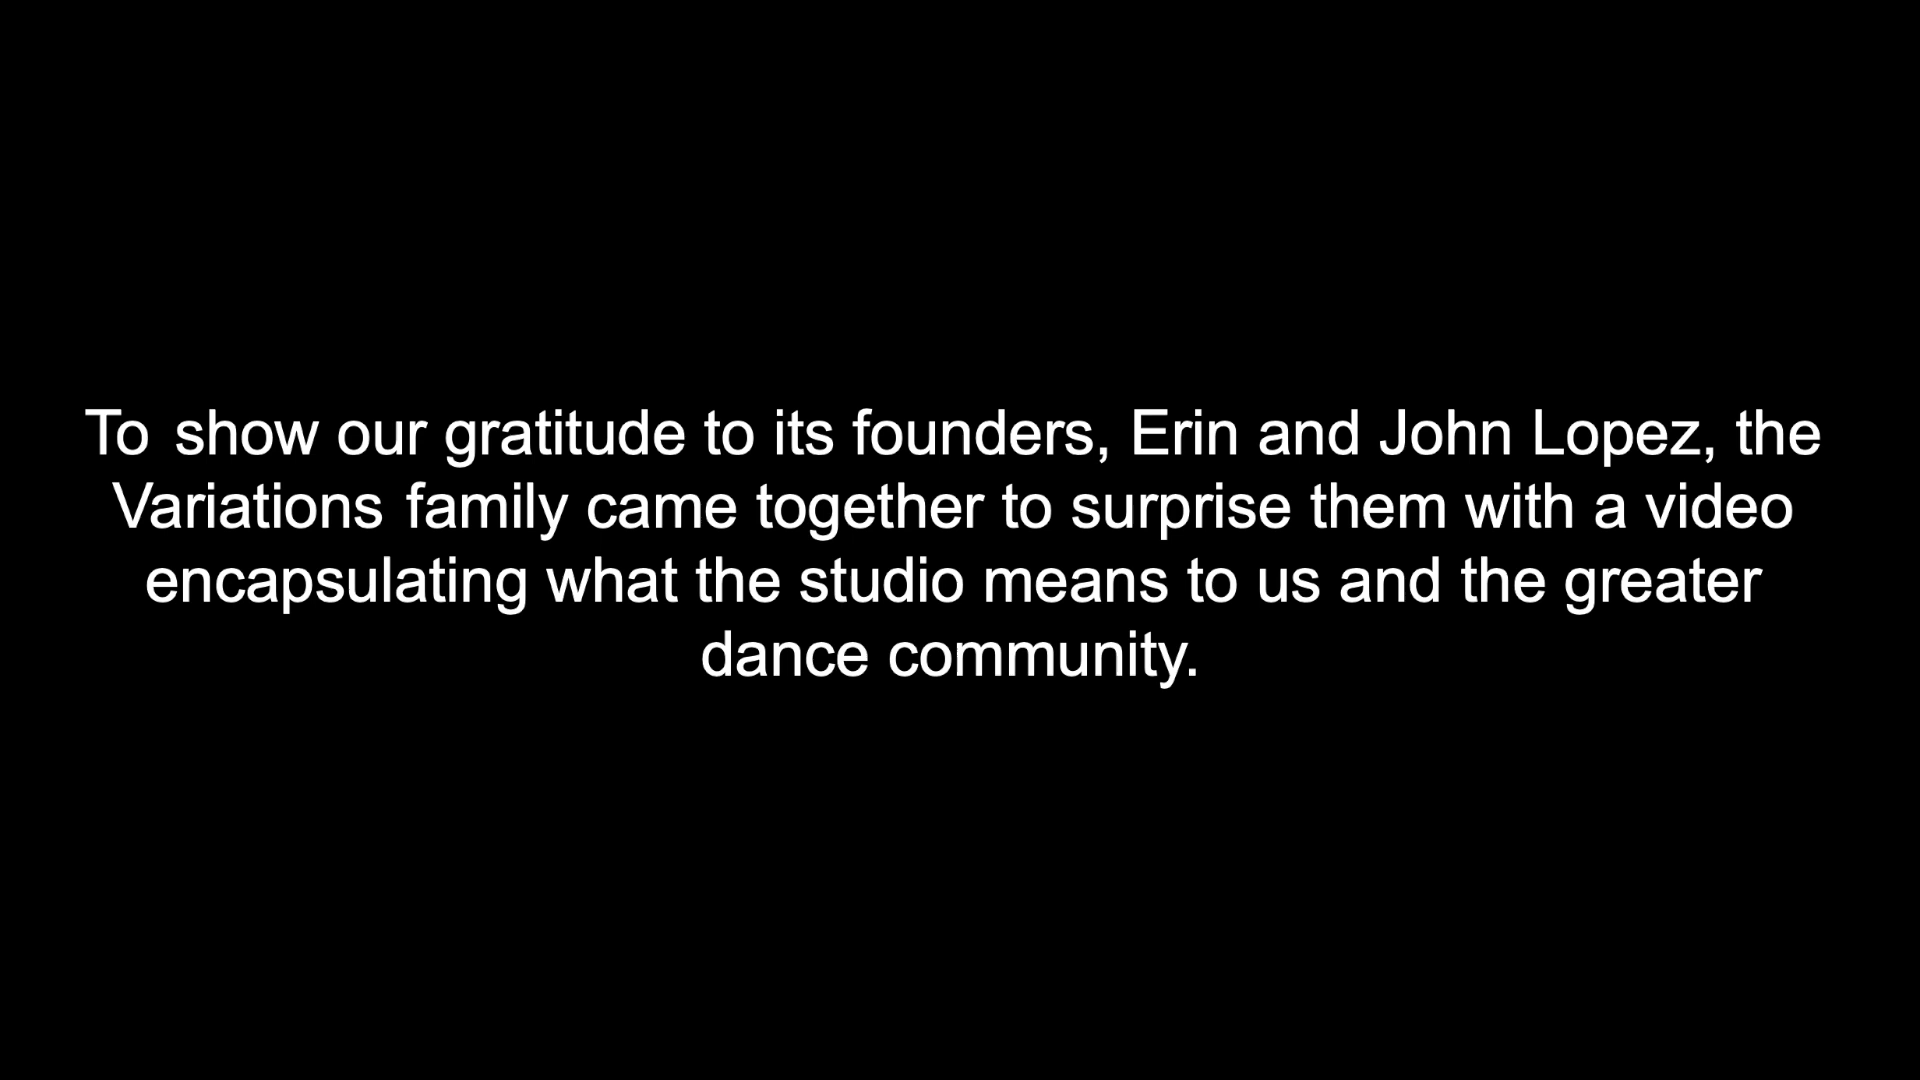 To show our gratitude to its founders, Erin and John Lopez, the
Variations family came together to surprise them with a video
encapsulating what the studio means to us and the greater
dance community.